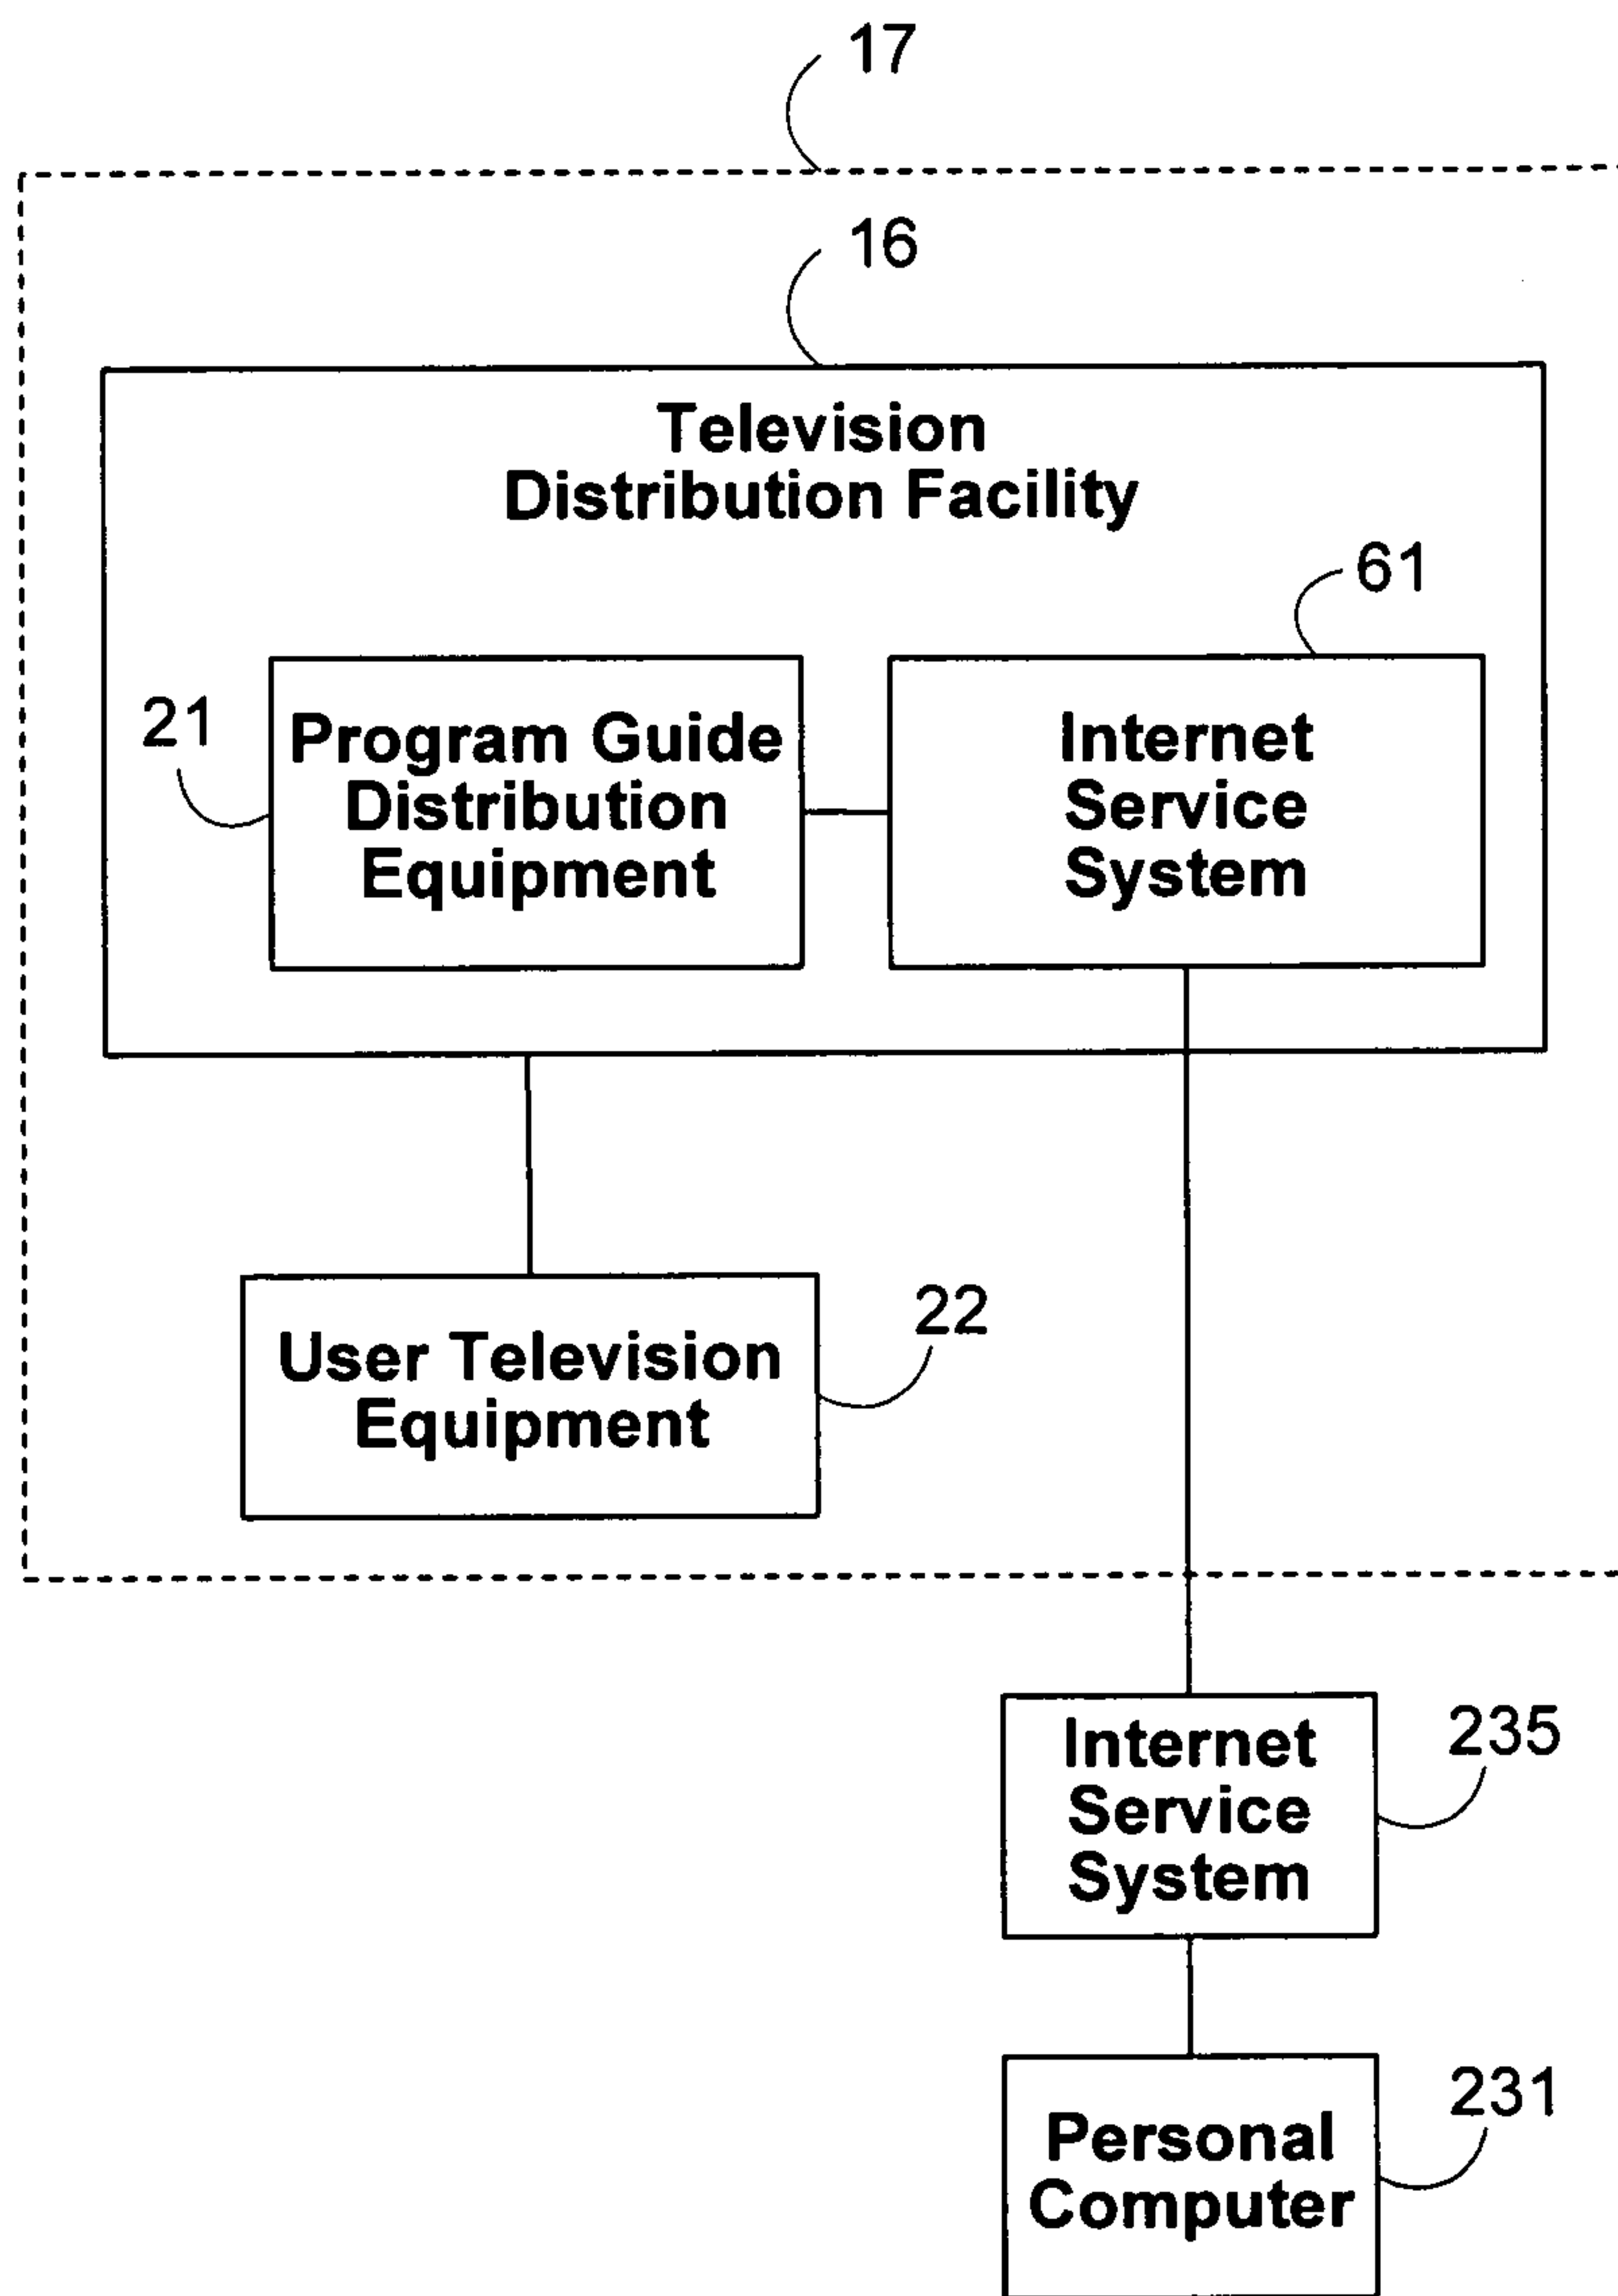 17
16
Television
Distribution Facility
61
21
Program Guide
Distribution
Equipment
Internet
Service
System
User Television
Equipment
22
Internet
Service
System
235
Personal
Computer
231